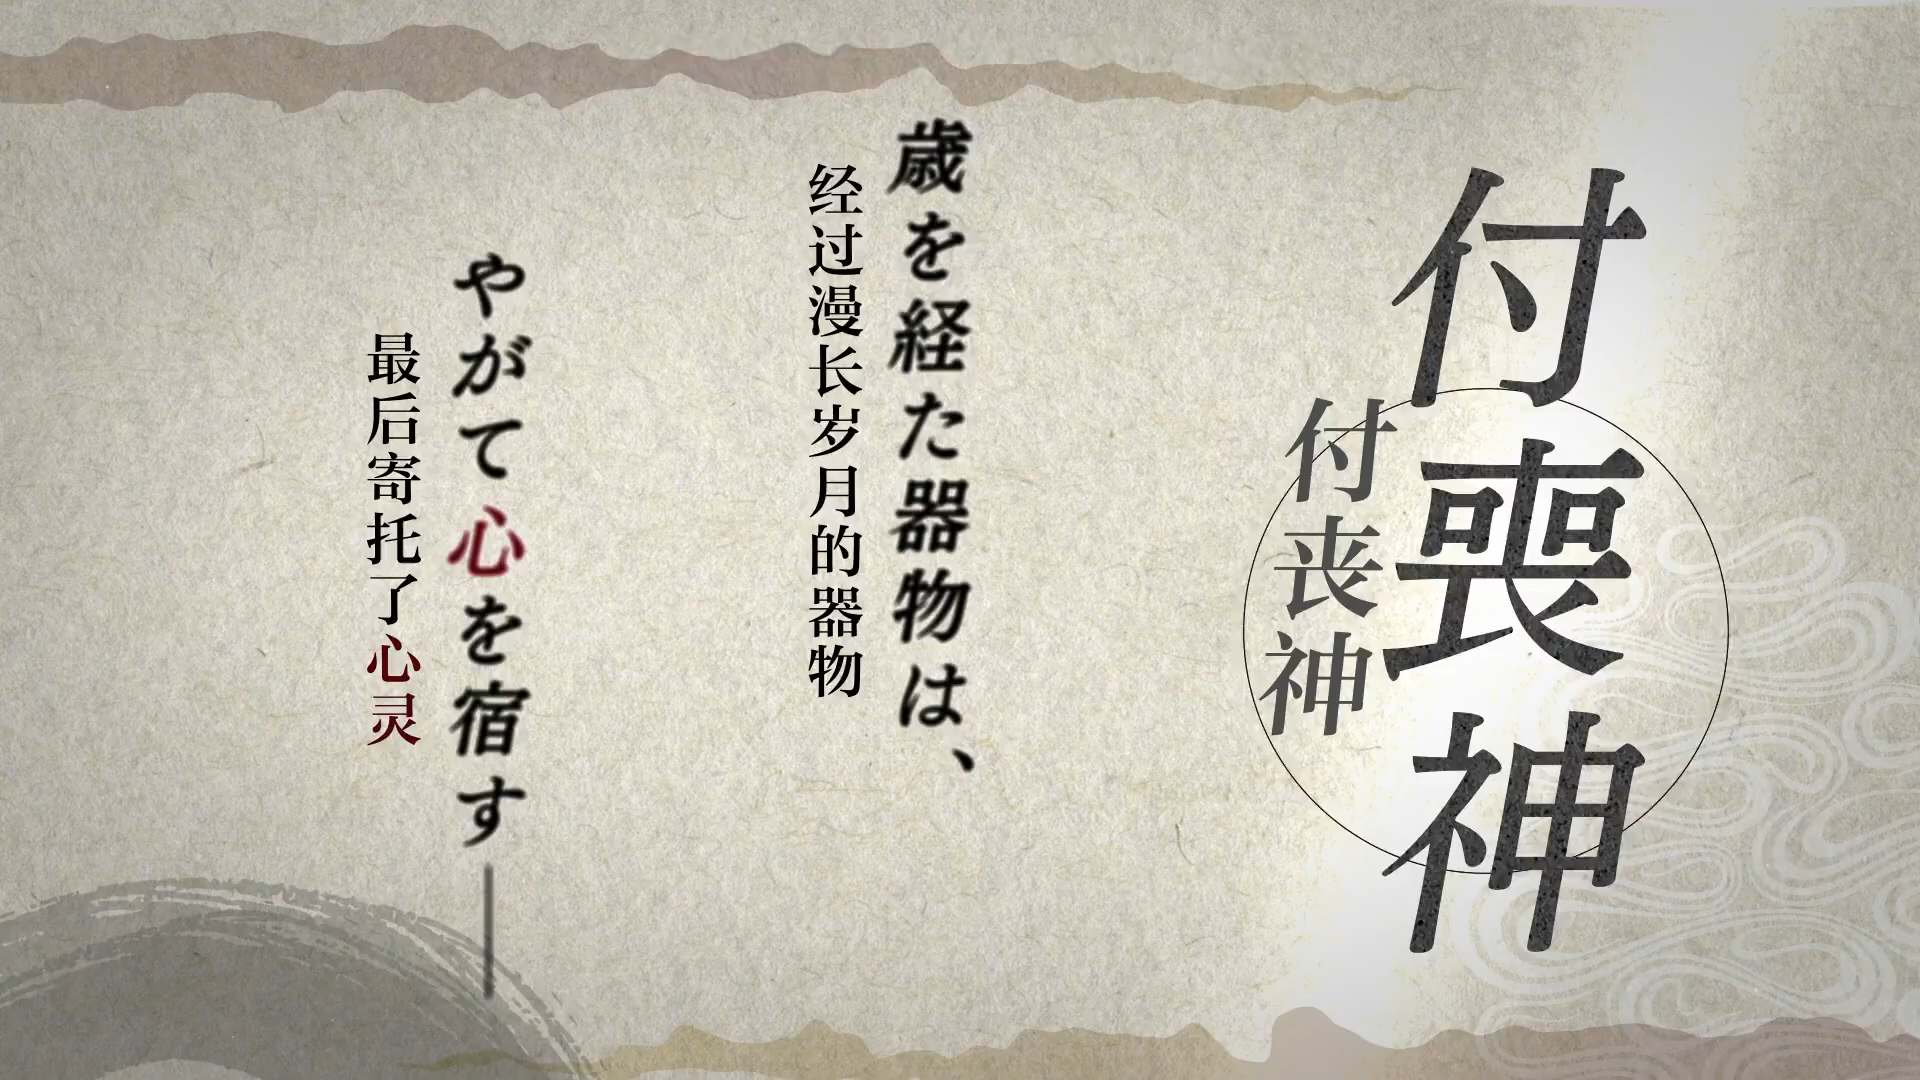 付喪神
付丧神
歳を経た器物は、
经过漫长岁月的器物
やがて心を宿す――
最后寄托了心灵